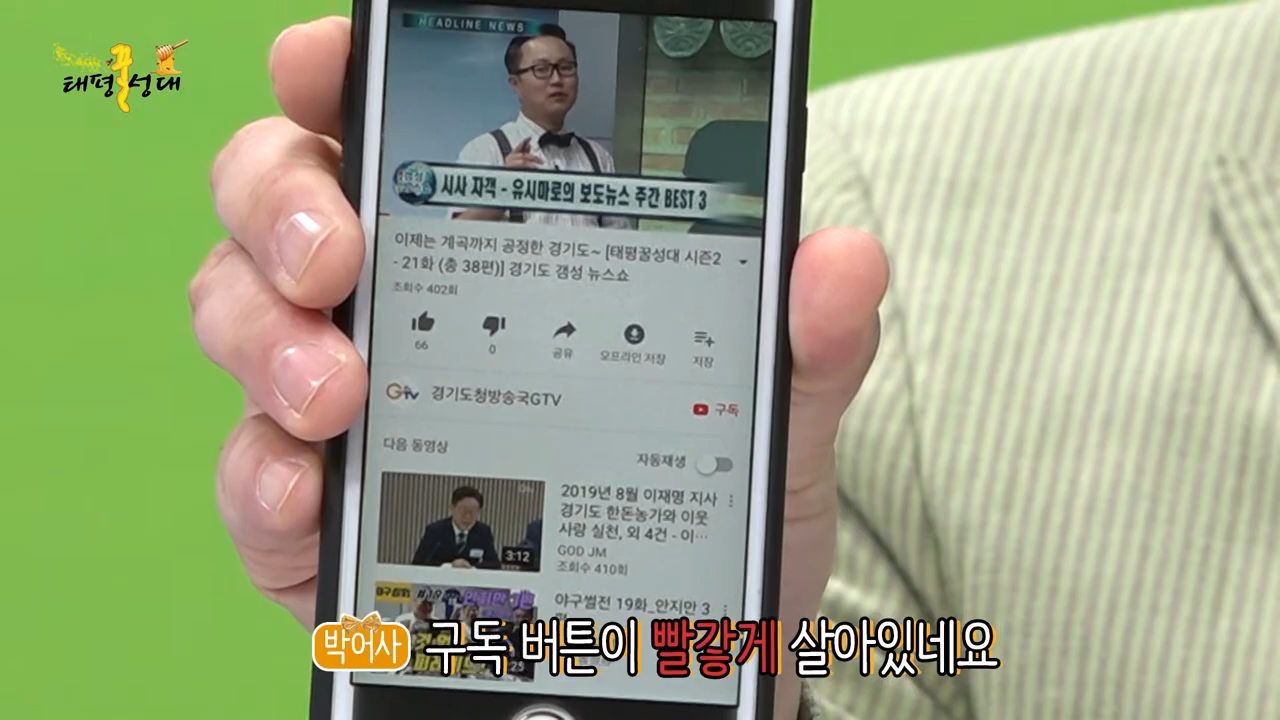 태평꿀성대
HEADLINE NEWS
시사 자객 - 유시마로의 보도뉴스 주간 BEST 3
이제는 계곡까지 공정한 경기도~ [태평꿀성대 시즌2
- 21화 (총 38편)] 경기도 갬성 뉴스쇼
조회수 402회
66
0
공유
오프라인 저장
저장
GTV 경기도청방송국GTV
구독
다음 동영상
자동재생
2019년 8월 이재명 지사
경기도 한돈농가와 이웃
사랑 실천, 외 4건 - 이…
GOD JM
조회수 410회
3:12
야구썰전 19화_안지만 3
박어사 구독 버튼이 빨갛게 살아있네요